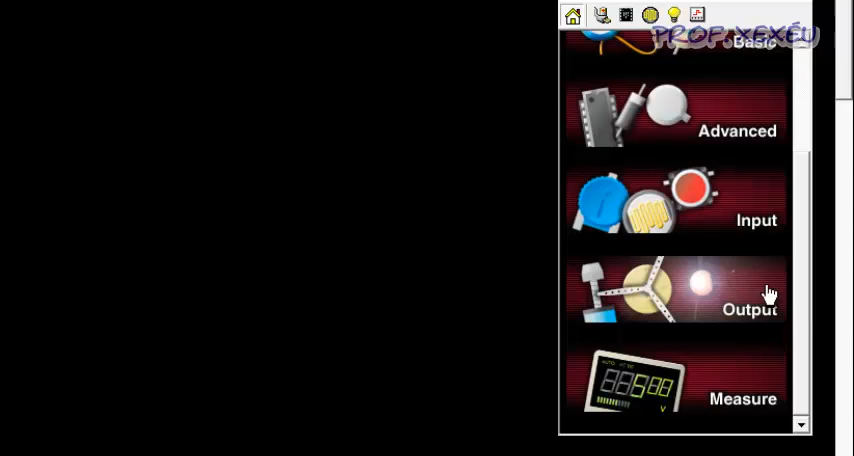 PROF.XEXÉU
Basic
Advanced
Input
Output
Measure